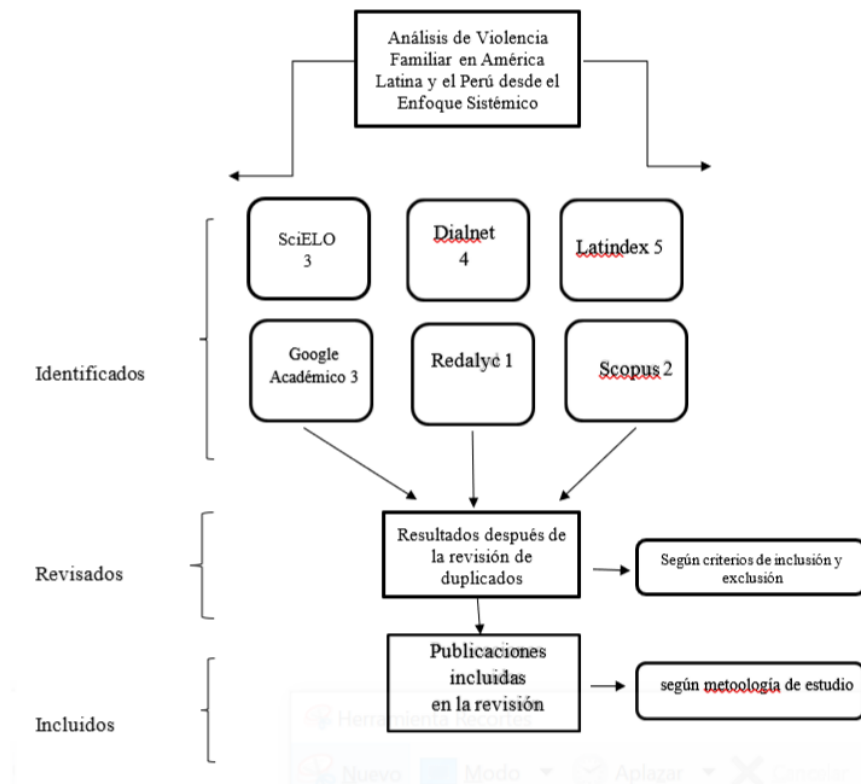 Análisis de Violencia
Familiar en América
Latina y el Perú desde el
Enfoque Sistémico
SciELO
3
Dialnet
4
Latindex 5
Identificados
Google
Académico 3
Redalyc 1
Scopus 2
Revisados
Resultados después de
la revisión de
duplicados
Según criterios de inclusión y
exclusión
Incluidos
Publicaciones
incluidas
en la revisión
según metoología de estudio
Herramienta Recortes
Nuevo Modo Aplazar Cancelar